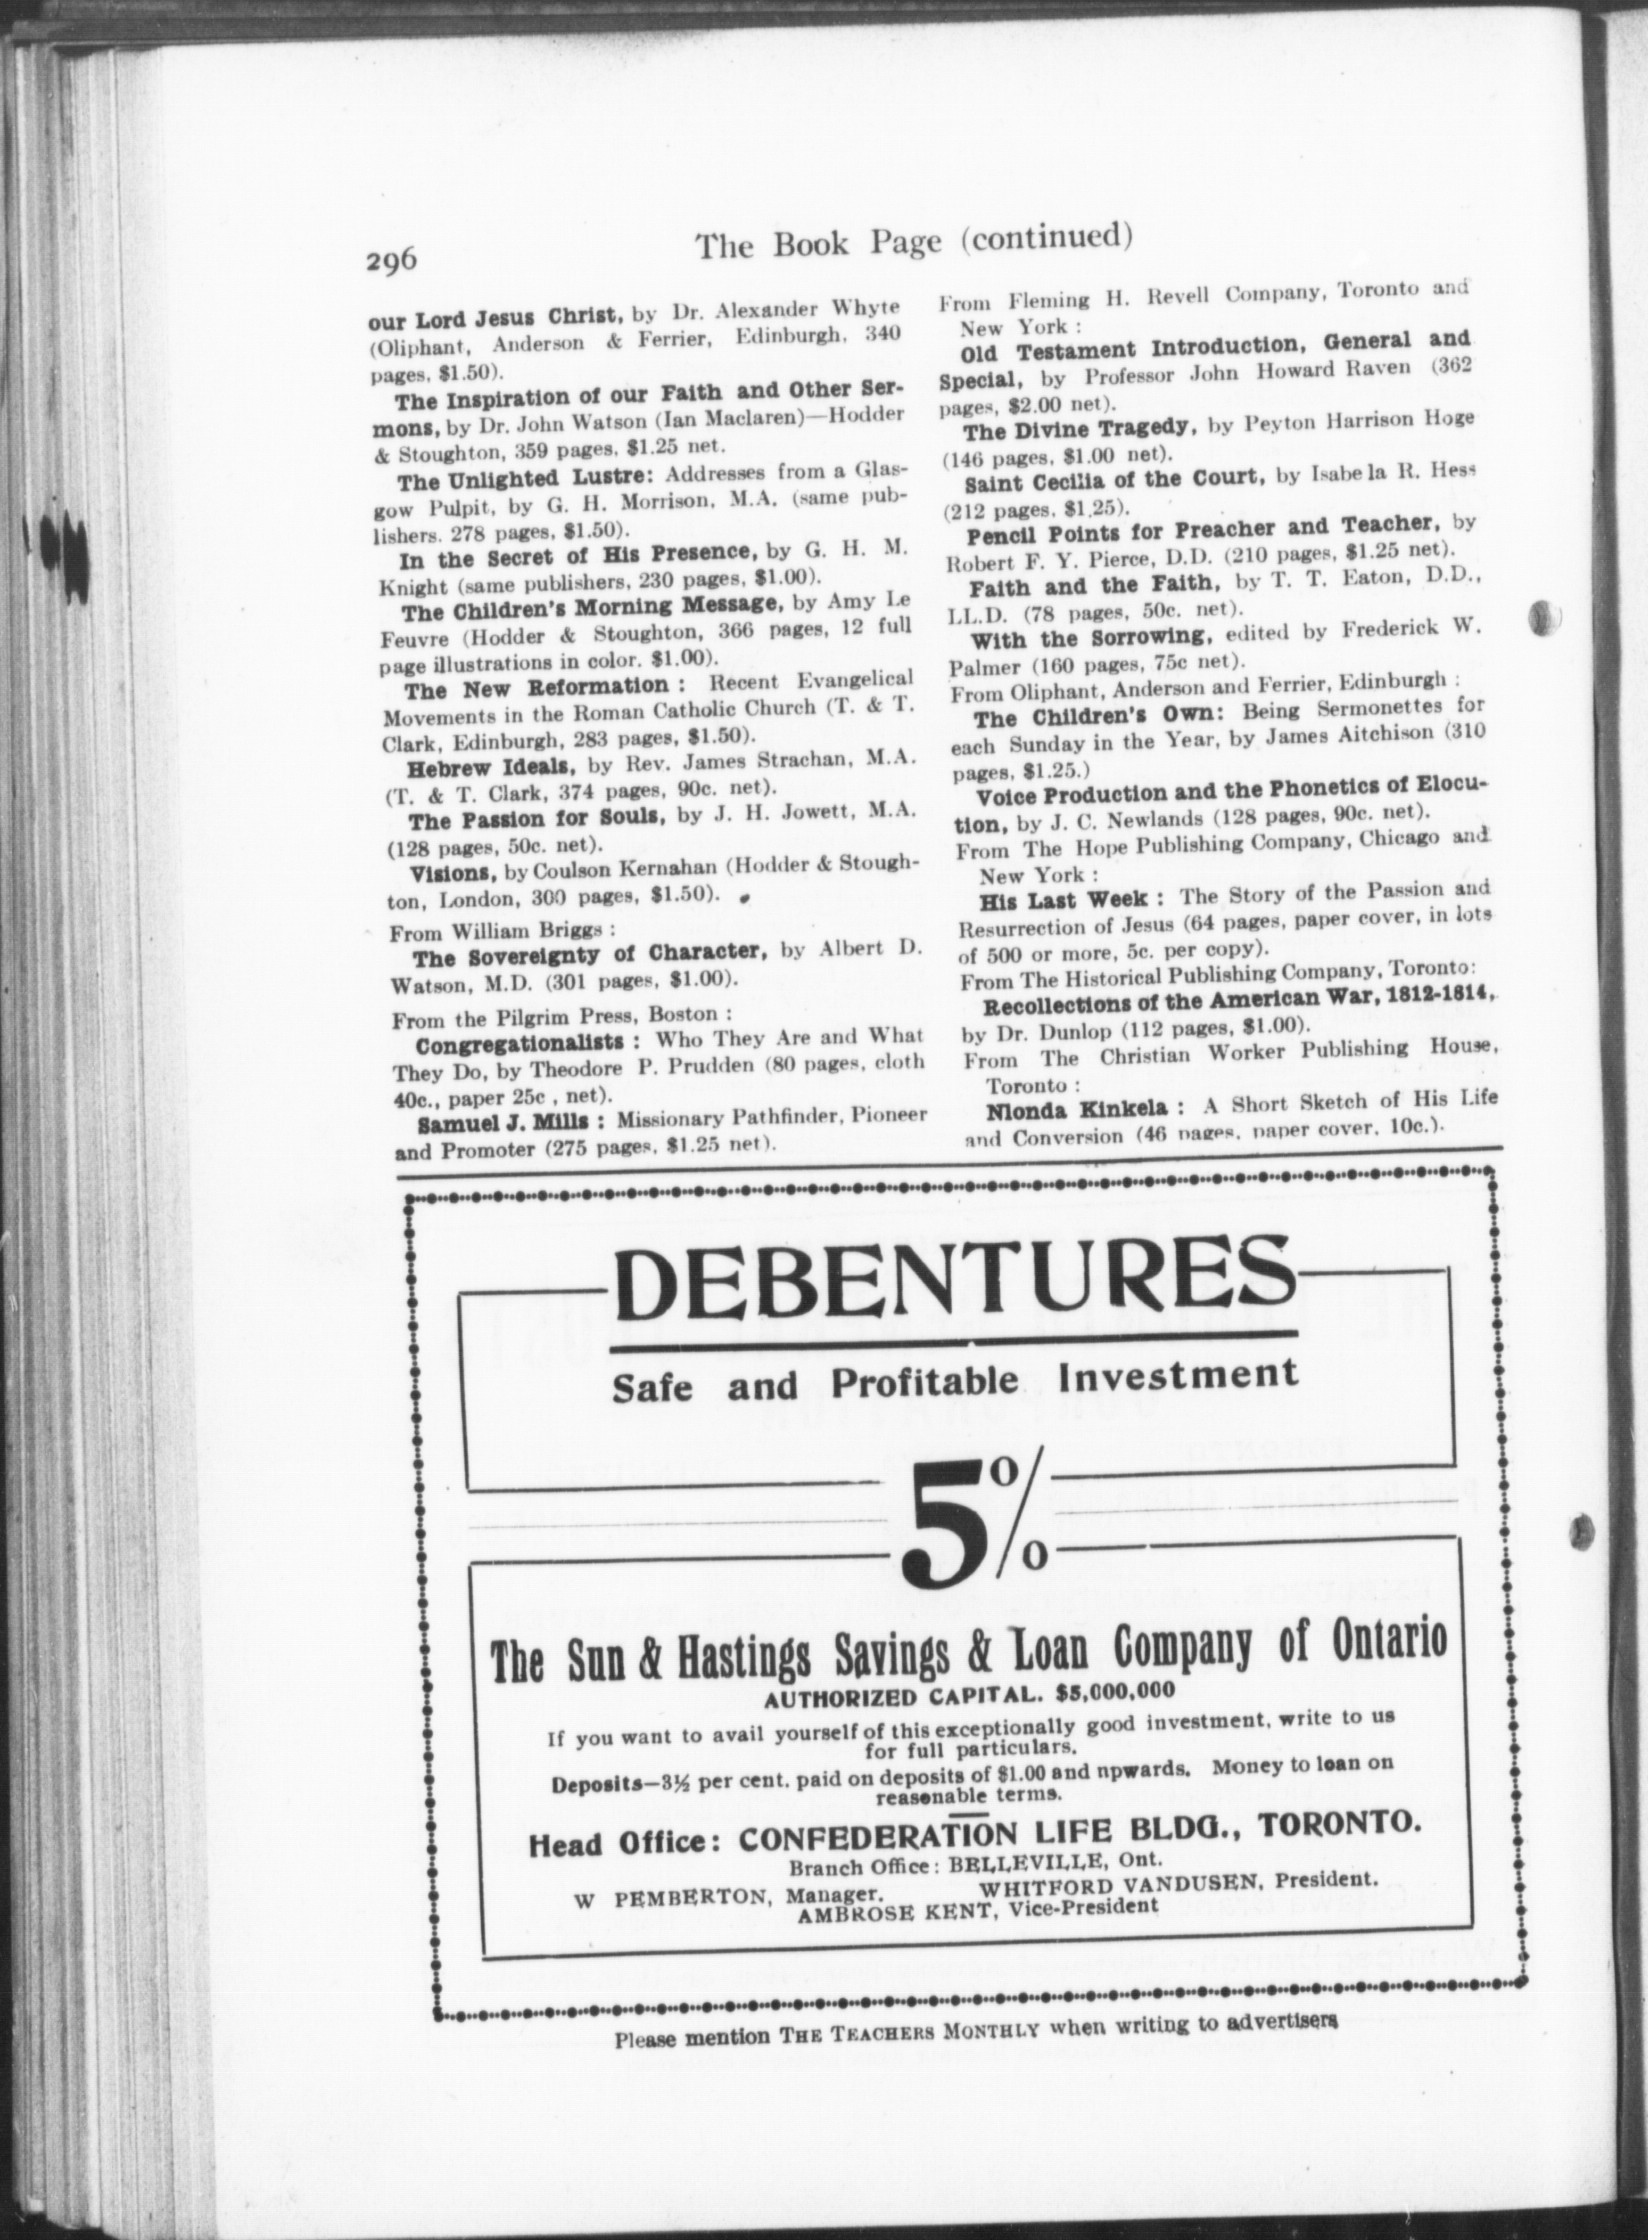 296
The Book Page (continued)
our Lord Jesus Christ, by Dr. Alexander Whyte
(Oliphant, Anderson & Ferrier, Edinburgh, 340
pages, $1.50).
The Inspiration of our Faith and Other Ser-
mons, by Dr. John Watson (Ian Maclaren)—Hodder
& Stoughton, 359 pages, $1.25 net.
The Unlighted Lustre: Addresses from a Glas-
gow Pulpit, by G. H. Morrison, M.A. (same pub-
lishers. 278 pages, $1.50).
In the Secret of His Presence, by G. H. M.
Knight (same publishers, 230 pages, $1.00).
The Children's Morning Message, by Amy Le
Feuvre (Hodder & Stoughton, 366 pages, 12 full
page illustrations in color. $1.00).
The New Reformation : Recent Evangelical
Movements in the Roman Catholic Church (T. & T.
Clark, Edinburgh, 283 pages, $1.50).
Hebrew Ideals, by Rev. James Strachan, M.A.
(T. & T. Clark, 374 pages, 90c. net).
The Passion for Souls, by J. H. Jowett, M.A.
(128 pages, 50c. net).
Visions, by Coulson Kernahan (Hodder & Stough-
ton, London, 300 pages, $1.50).
From William Briggs :
The Sovereignty of Character, by Albert D.
Watson, M.D. (301 pages, $1.00).
From the Pilgrim Press, Boston :
Congregationalists : Who They Are and What
They Do, by Theodore P. Prudden (80 pages, cloth
40c., paper 25c , net).
Samuel J. Mills : Missionary Pathfinder, Pioneer
and Promoter (275 pages, $1.25 net).
From Fleming H. Revell Company, Toronto and
New York :
Old Testament Introduction, General and
Special, by Professor John Howard Raven (362
pages, $2.00 net).
The Divine Tragedy, by Peyton Harrison Hoge
(146 pages, $1.00 net).
Saint Cecilia of the Court, by Isabe la R. Hess
(212 pages. $1.25).
Pencil Points for Preacher and Teacher, by
Robert F. Y. Pierce, D.D. (210 pages, $1.25 net).
Faith and the Faith, by T. T. Eaton, D.D.,
LL.D. (78 pages, 50c. net).
With the Sorrowing, edited by Frederick W.
Palmer (160 pages, 75c net).
From Oliphant, Anderson and Ferrier, Edinburgh :
The Children's Own: Being Sermonettes for
each Sunday in the Year, by James Aitchison (310
pages, $1.25.)
Voice Production and the Phonetics of Elocu-
tion, by J. C. Newlands (128 pages, 90c. net).
From The Hope Publishing Company, Chicago and
New York :
His Last Week : The Story of the Passion and
Resurrection of Jesus (64 pages, paper cover, in lots
of 500 or more, 5c. per copy).
From The Historical Publishing Company, Toronto:
Recollections of the American War, 1812-1814,
by Dr. Dunlop (112 pages, $1.00).
From The Christian Worker Publishing House,
Toronto :
Nlonda Kinkela : A Short Sketch of His Life
and Conversion (46 pages, paper cover, 10c.).
DEBENTURES
Safe and Profitable Investment
5%
The Sun & Hastings Savings & Loan Company of Ontario
AUTHORIZED CAPITAL. $5,000,000
If you want to avail yourself of this exceptionally good investment, write to us
for full particulars.
Deposits—3½ per cent. paid on deposits of $1.00 and npwards. Money to loan on
reasonable terms.
Head Office: CONFEDERATION LIFE BLDG., TORONTO.
Branch Office: BELLEVILLE, Ont.
W PEMBERTON, Manager. WHITFORD VANDUSEN, President.
AMBROSE KENT, Vice-President
Please mention THE TEACHERS MONTHLY when writing to advertisers